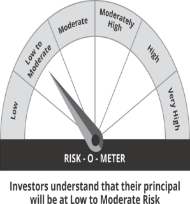 Low
Low to
Moderate
Moderate
Moderately
High
High
Very High
RISK - O - METER
Investors understand that their principal
will be at Low to Moderate Risk